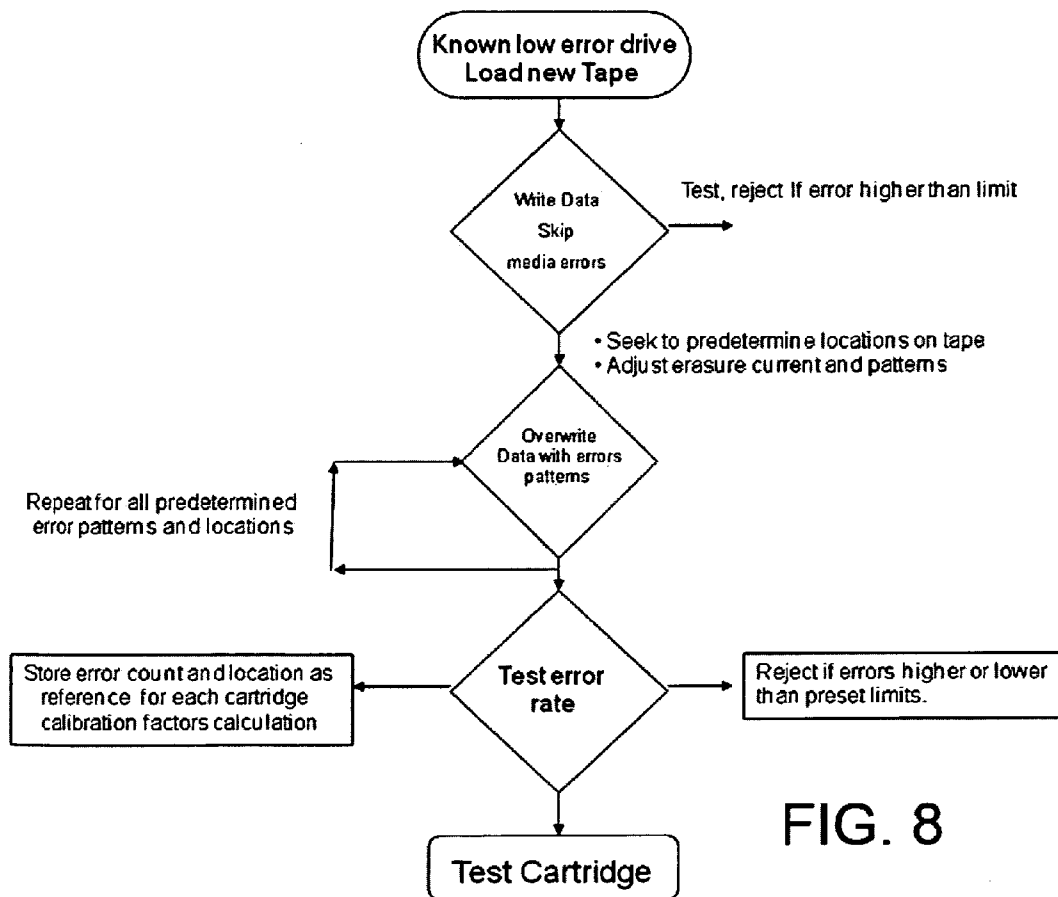 Known low error drive
Load new Tape
Write Data
Skip
media errors
Test, reject If error higher than limit
• Seek to predetermine locations on tape
• Adjust erasure current and patterns
Overwrite
Data with errors
patterns
Repeat for all predetermined
error patterns and locations
Test error
rate
Store error count and location as
reference for each cartridge
calibration factors calculation
Reject if errors higher or lower
than preset limits.
Test Cartridge
FIG. 8